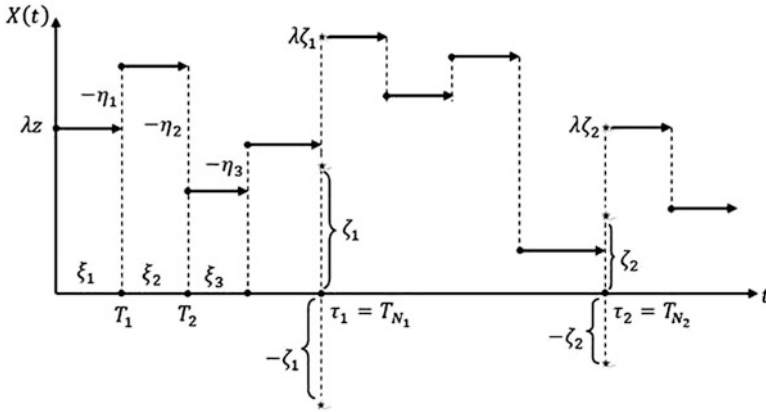 X(t)
λζ₁
−η₁
−η₂
λz
λζ₂
−η₃
ζ₁
ζ₂
ξ₁ ξ₂ ξ₃
T₁ T₂ τ₁ = T_{N₁} τ₂ = T_{N₂} t
−ζ₁
−ζ₂